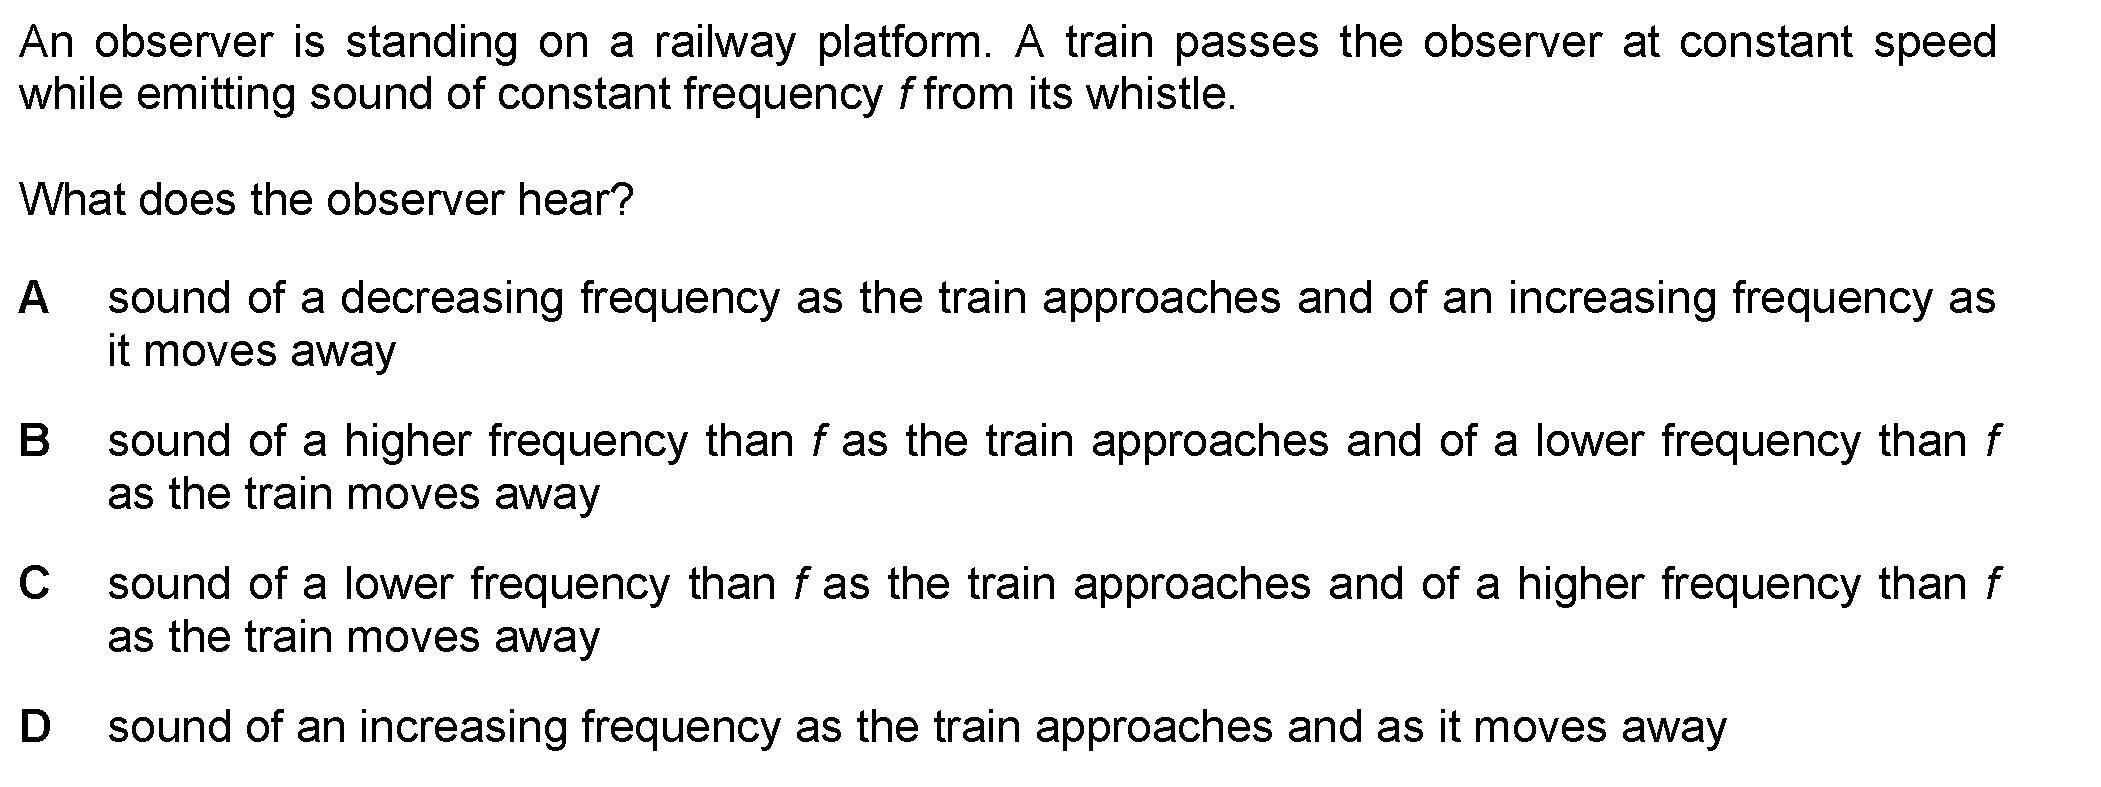 An observer is standing on a railway platform. A train passes the observer at constant speed
while emitting sound of constant frequency f from its whistle.
What does the observer hear?
A sound of a decreasing frequency as the train approaches and of an increasing frequency as
it moves away
B sound of a higher frequency than f as the train approaches and of a lower frequency than f
as the train moves away
C sound of a lower frequency than f as the train approaches and of a higher frequency than f
as the train moves away
D sound of an increasing frequency as the train approaches and as it moves away